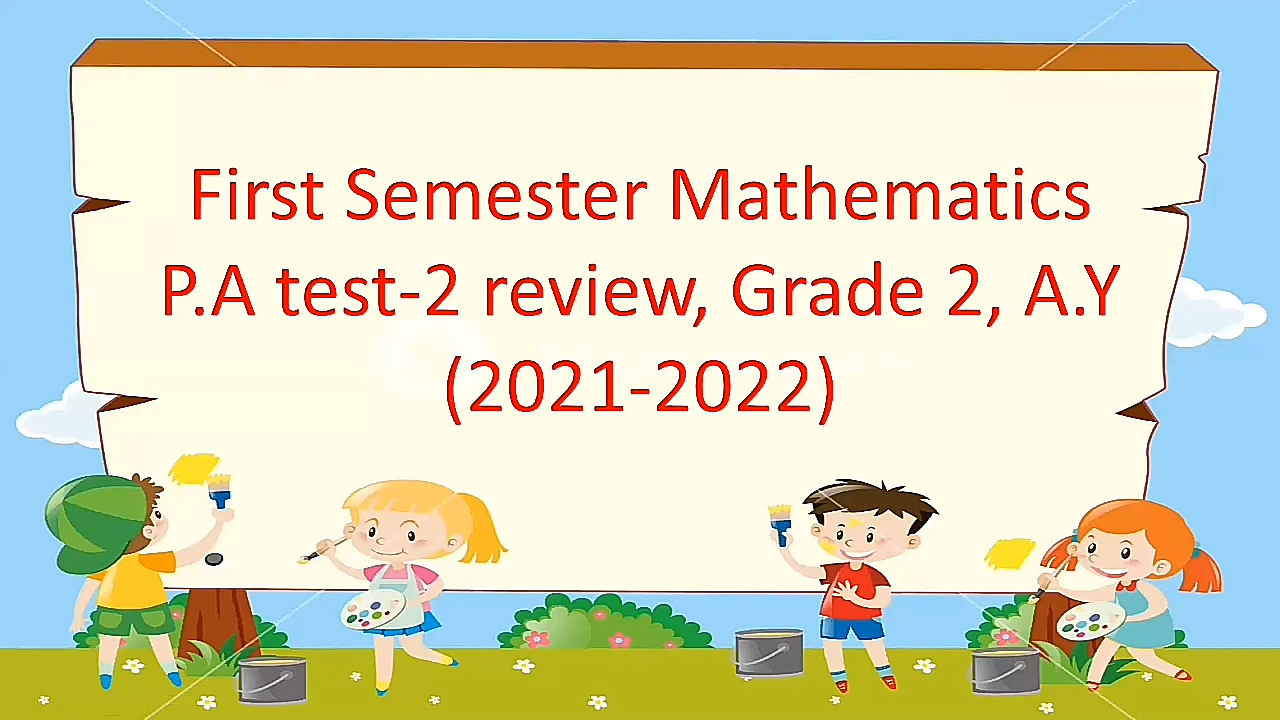 First Semester Mathematics
P.A test-2 review, Grade 2, A.Y
(2021-2022)